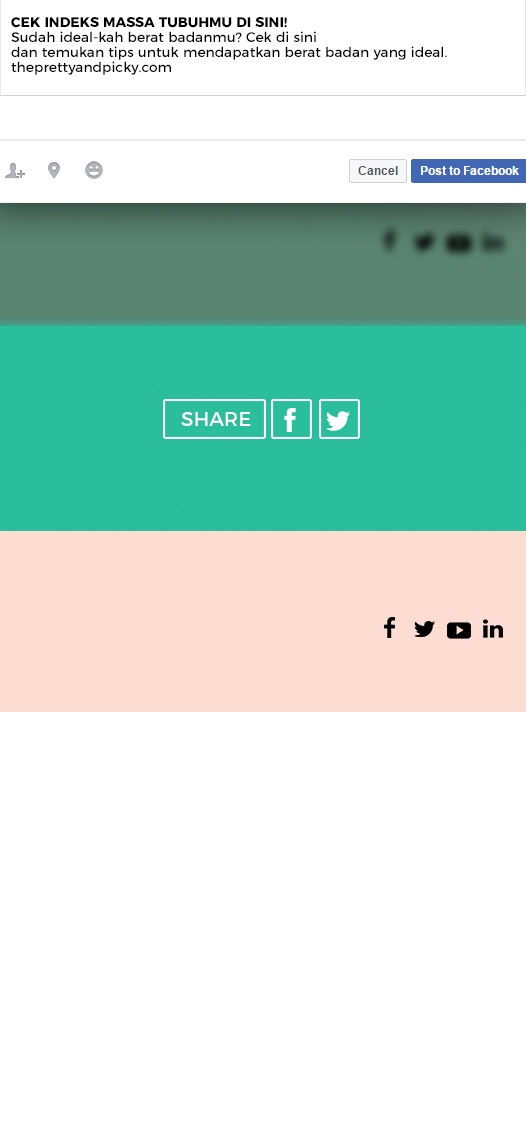 CEK INDEKS MASSA TUBUHMU DI SINI!
Sudah ideal-kah berat badanmu? Cek di sini
dan temukan tips untuk mendapatkan berat badan yang ideal.
theprettyandpicky.com
Cancel
Post to Facebook
SHARE